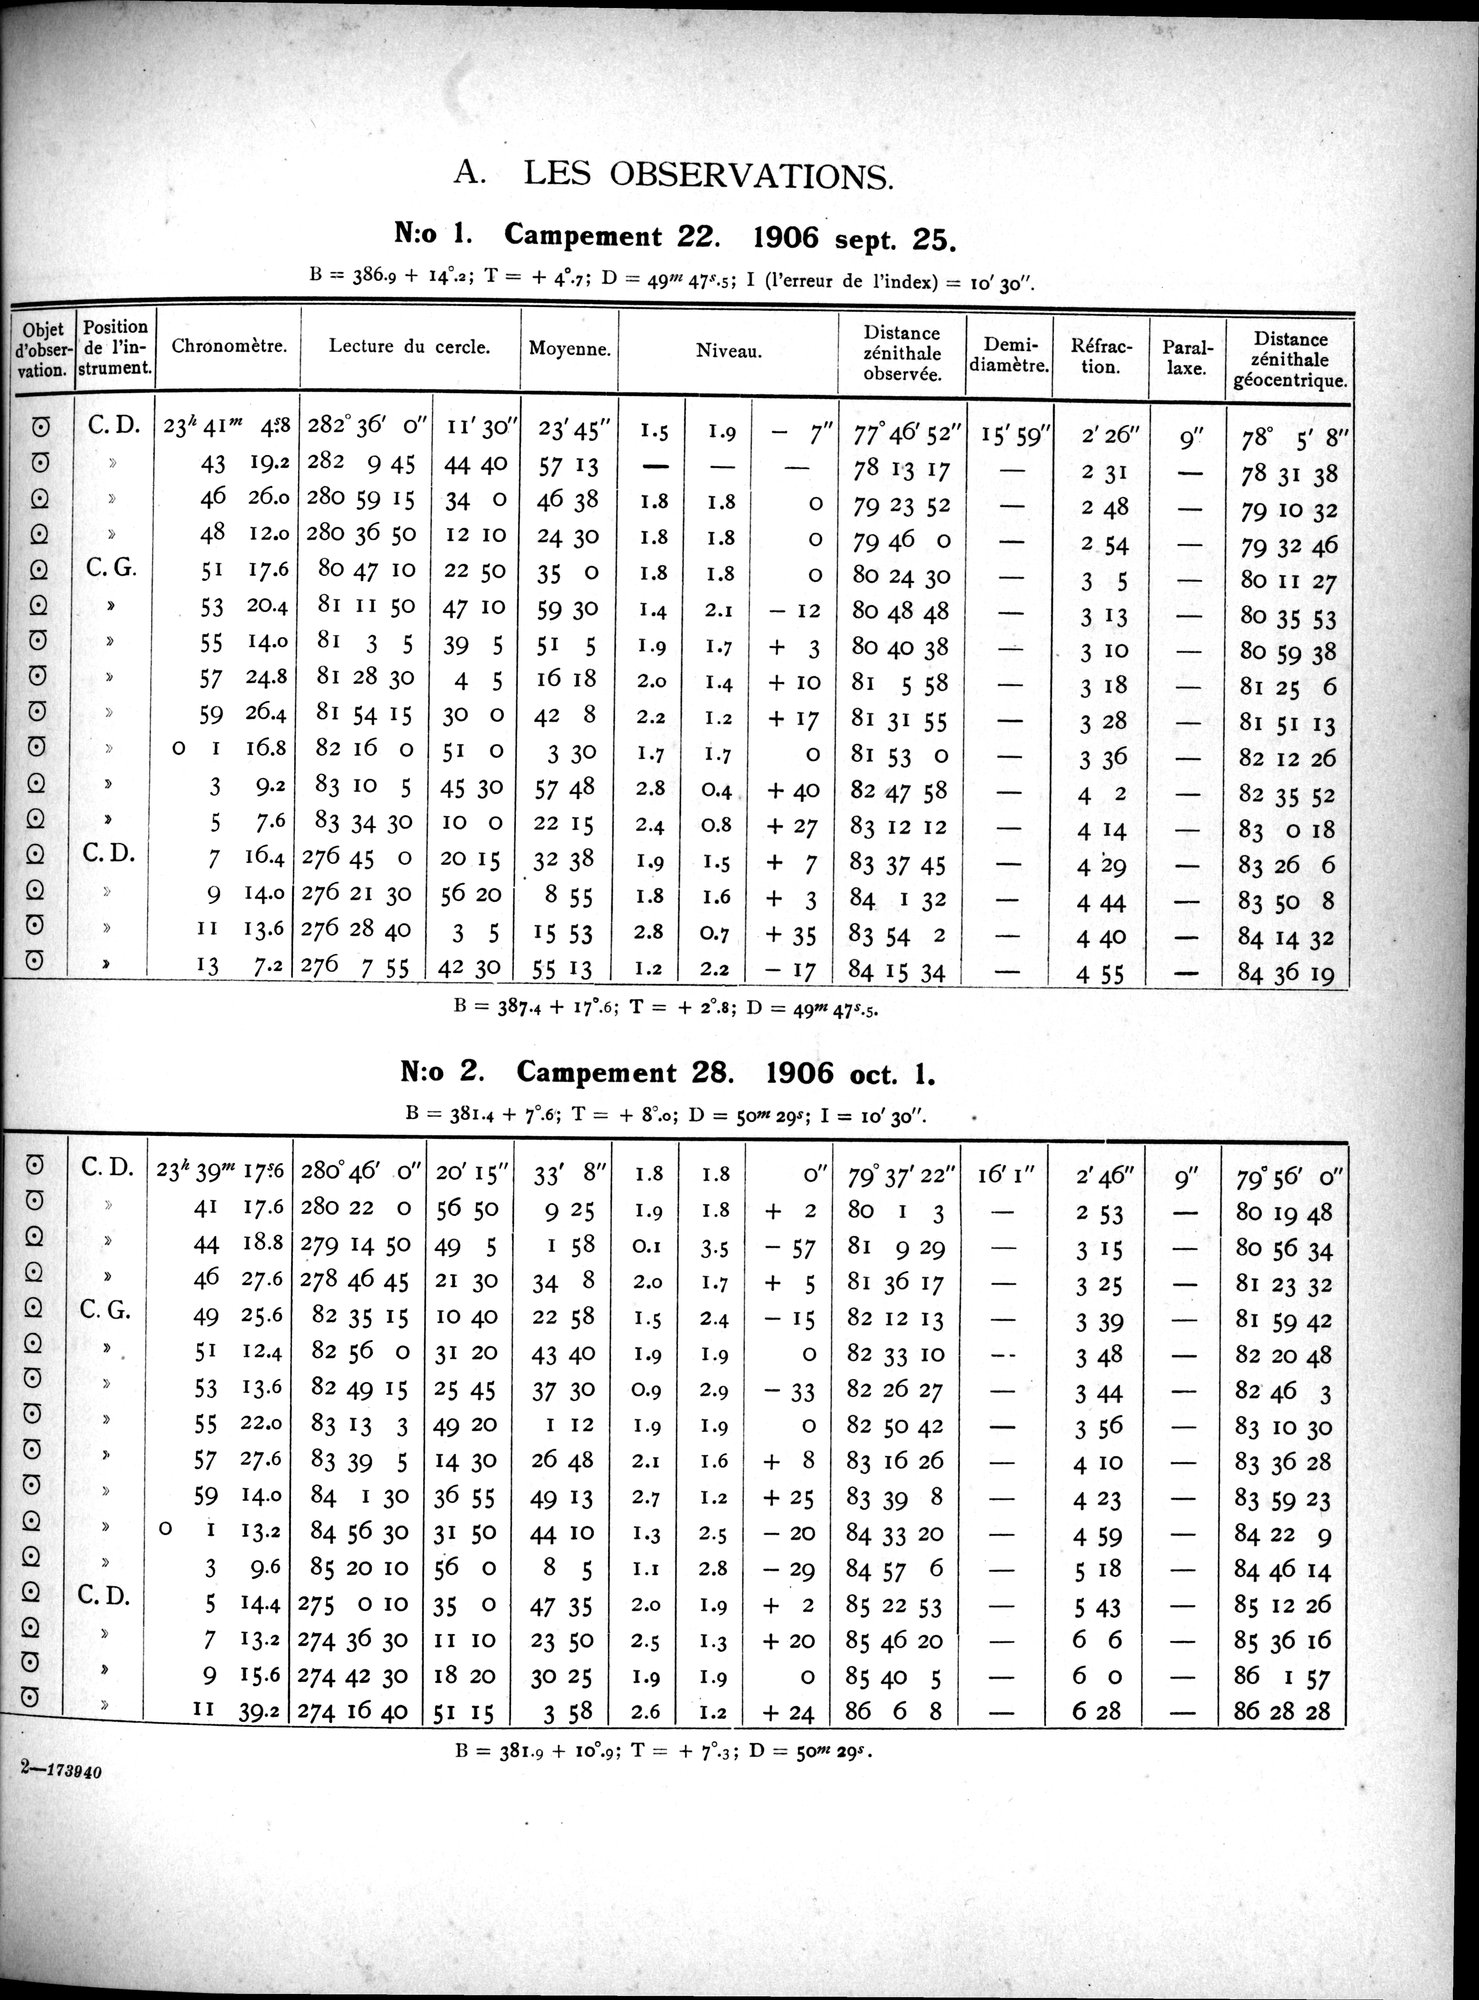 A. LES OBSERVATIONS.
N:o 1. Campement 22. 1906 sept. 25.
B = 386.9 + 14°.2; T = + 4°.7; D = 49m 47s.5; I (l'erreur de l'index) = 10' 30".
Objet d'obser-vation. | Position de l'in-strument. | Chronomètre. | Lecture du cercle. | Moyenne. | Niveau. | Distance zénithale observée. | Demi-diamètre. | Réfrac-tion. | Paral-laxe. | Distance zénithale géocentrique.
C. D. 23h 41m 4s.8 282° 36' 0" 11' 30" 23' 45" 1.5 1.9 − 7" 77° 46' 52" 15' 59" 2' 26" 9" 78° 5' 8"
» 43 19.2 282 9 45 44 40 57 13 — — — 78 13 17 — 2 31 — 78 31 38
» 46 26.0 280 59 15 34 0 46 38 1.8 1.8 0 79 23 52 — 2 48 — 79 10 32
» 48 12.0 280 36 50 12 10 24 30 1.8 1.8 0 79 46 0 — 2 54 — 79 32 46
C. G. 51 17.6 80 47 10 22 50 35 0 1.8 1.8 0 80 24 30 — 3 5 — 80 11 27
» 53 20.4 81 11 50 47 10 59 30 1.4 2.1 − 12 80 48 48 — 3 13 — 80 35 53
» 55 14.0 81 3 5 39 5 51 5 1.9 1.7 + 3 80 40 38 — 3 10 — 80 59 38
» 57 24.8 81 28 30 4 5 16 18 2.0 1.4 + 10 81 5 58 — 3 18 — 81 25 6
» 59 26.4 81 54 15 30 0 42 8 2.2 1.2 + 17 81 31 55 — 3 28 — 81 51 13
» 0 1 16.8 82 16 0 51 0 3 30 1.7 1.7 0 81 53 0 — 3 36 — 82 12 26
» 3 9.2 83 10 5 45 30 57 48 2.8 0.4 + 40 82 47 58 — 4 2 — 82 35 52
» 5 7.6 83 34 30 10 0 22 15 2.4 0.8 + 27 83 12 12 — 4 14 — 83 0 18
C. D. 7 16.4 276 45 0 20 15 32 38 1.9 1.5 + 7 83 37 45 — 4 29 — 83 26 6
» 9 14.0 276 21 30 56 20 8 55 1.8 1.6 + 3 84 1 32 — 4 44 — 83 50 8
» 11 13.6 276 28 40 3 5 15 53 2.8 0.7 + 35 83 54 2 — 4 40 — 84 14 32
» 13 7.2 276 7 55 42 30 55 13 1.2 2.2 − 17 84 15 34 — 4 55 — 84 36 19
B = 387.4 + 17°.6; T = + 2°.8; D = 49m 47s.5.
N:o 2. Campement 28. 1906 oct. 1.
B = 381.4 + 7°.6; T = + 8°.0; D = 50m 29s; I = 10' 30".
C. D. 23h 39m 17s.6 280° 46' 0" 20' 15" 33' 8" 1.8 1.8 0" 79° 37' 22" 16' 1" 2' 46" 9" 79° 56' 0"
» 41 17.6 280 22 0 56 50 9 25 1.9 1.8 + 2 80 1 3 — 2 53 — 80 19 48
» 44 18.8 279 14 50 49 5 1 58 0.1 3.5 − 57 81 9 29 — 3 15 — 80 56 34
» 46 27.6 278 46 45 21 30 34 8 2.0 1.7 + 5 81 36 17 — 3 25 — 81 23 32
C. G. 49 25.6 82 35 15 10 40 22 58 1.5 2.4 − 15 82 12 13 — 3 39 — 81 59 42
» 51 12.4 82 56 0 31 20 43 40 1.9 1.9 0 82 33 10 — 3 48 — 82 20 48
» 53 13.6 82 49 15 25 45 37 30 0.9 2.9 − 33 82 26 27 — 3 44 — 82 46 3
» 55 22.0 83 13 3 49 20 1 12 1.9 1.9 0 82 50 42 — 3 56 — 83 10 30
» 57 27.6 83 39 5 14 30 26 48 2.1 1.6 + 8 83 16 26 — 4 10 — 83 36 28
» 59 14.0 84 1 30 36 55 49 13 2.7 1.2 + 25 83 39 8 — 4 23 — 83 59 23
» 0 1 13.2 84 56 30 31 50 44 10 1.3 2.5 − 20 84 33 20 — 4 59 — 84 22 9
» 3 9.6 85 20 10 56 0 8 5 1.1 2.8 − 29 84 57 6 — 5 18 — 84 46 14
C. D. 5 14.4 275 0 10 35 0 47 35 2.0 1.9 + 2 85 22 53 — 5 43 — 85 12 26
» 7 13.2 274 36 30 11 10 23 50 2.5 1.3 + 20 85 46 20 — 6 6 — 85 36 16
» 9 15.6 274 42 30 18 20 30 25 1.9 1.9 0 85 40 5 — 6 0 — 86 1 57
» 11 39.2 274 16 40 51 15 3 58 2.6 1.2 + 24 86 6 8 — 6 28 — 86 28 28
B = 381.9 + 10°.9; T = + 7°.3; D = 50m 29s.
2—173940